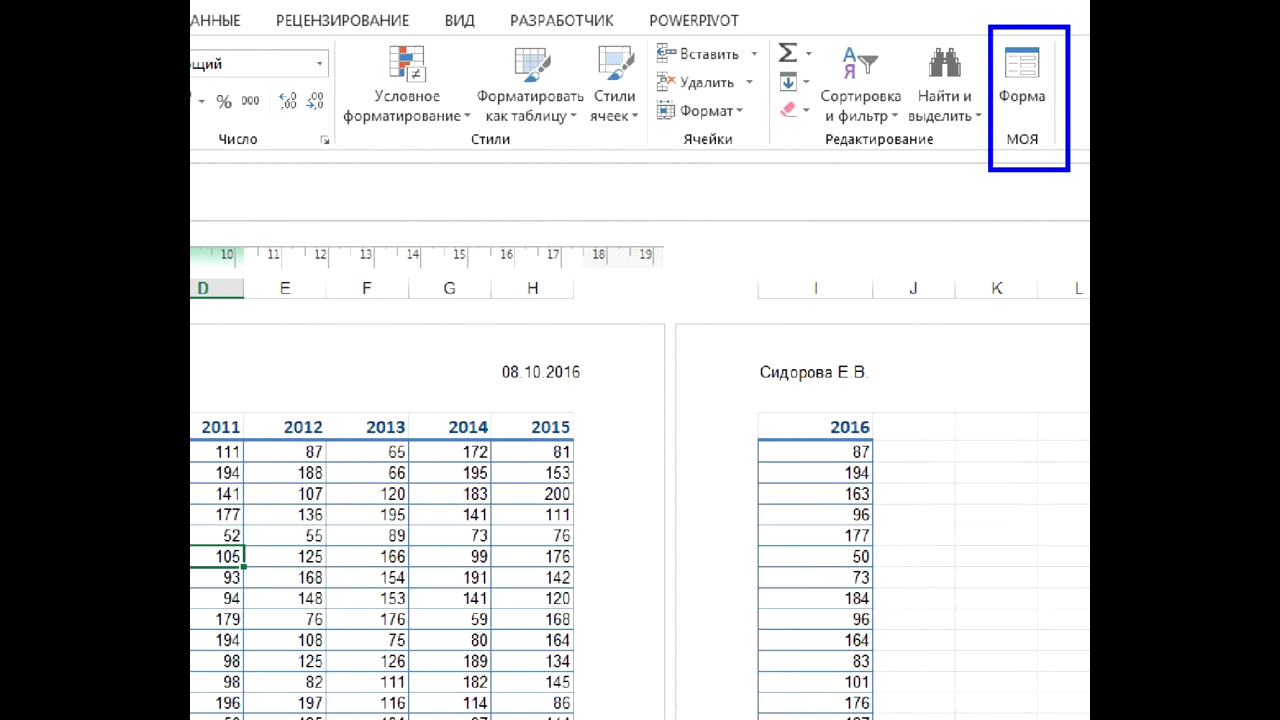 АННЫЕ РЕЦЕНЗИРОВАНИЕ ВИД РАЗРАБОТЧИК POWERPIVOT
ющий
% 000 ,00 ,00
Условное форматирование
Форматировать как таблицу
Стили ячеек
Вставить
Удалить
Формат
Σ
Сортировка и фильтр
Найти и выделить
Форма
Число Стили Ячейки Редактирование МОЯ
10 11 12 13 14 15 16 17 18 19
D E F G H I J K L
08.10.2016 Сидорова Е.В.
2011 2012 2013 2014 2015 2016
111 87 65 172 81 87
194 188 66 195 153 194
141 107 120 183 200 163
177 136 195 141 111 96
52 55 89 73 76 177
105 125 166 99 176 50
93 168 154 191 142 73
94 148 153 141 120 184
179 76 176 59 168 96
194 108 75 80 164 164
98 125 126 189 134 83
98 82 111 182 145 101
196 197 116 114 86 176